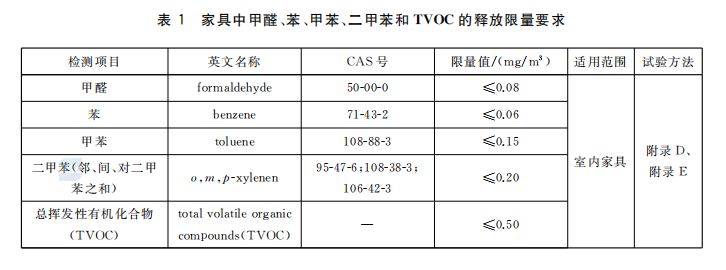 表 1 家具中甲醛、苯、甲苯、二甲苯和 TVOC 的释放限量要求
检测项目 英文名称 CAS 号 限量值/(mg/m³) 适用范围 试验方法
甲醛 formaldehyde 50-00-0 ≤0.08
苯 benzene 71-43-2 ≤0.06
甲苯 toluene 108-88-3 ≤0.15
二甲苯(邻、间、对二甲
苯之和) o,m,p-xylenen 95-47-6;108-38-3;
106-42-3 ≤0.20
总挥发性有机化合物
(TVOC) total volatile organic
compounds(TVOC) — ≤0.50
室内家具
附录 D、
附录 E